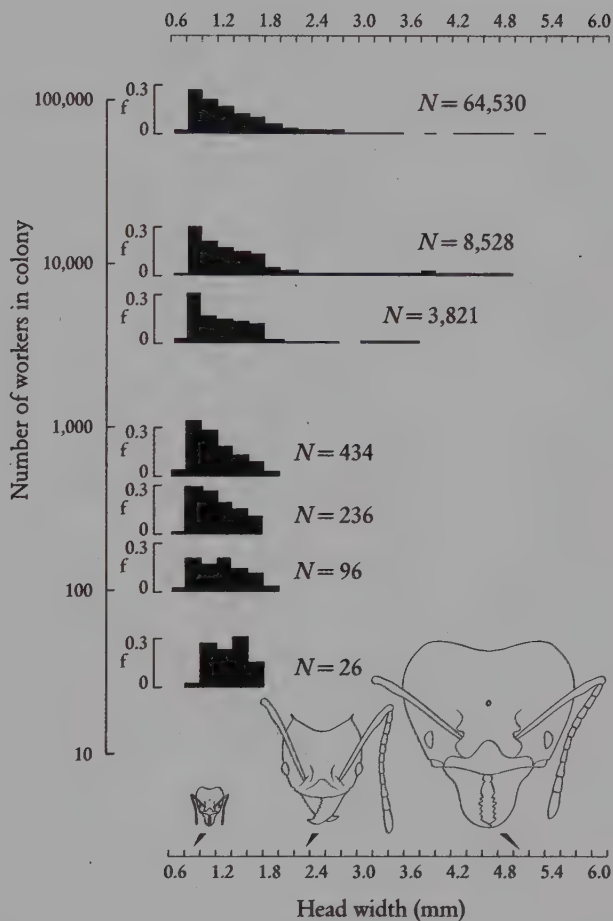 0.6 1.2 1.8 2.4 3.0 3.6 4.2 4.8 5.4 6.0
100,000
0.3
f
0
N = 64,530
10,000
0.3
f
0
N = 8,528
0.3
f
0
N = 3,821
1,000
0.3
f
0
N = 434
0.3
f
0
N = 236
0.3
f
0
N = 96
100
0.3
f
0
N = 26
10
Number of workers in colony
0.6 1.2 1.8 2.4 3.0 3.6 4.2 4.8 5.4 6.0
Head width (mm)